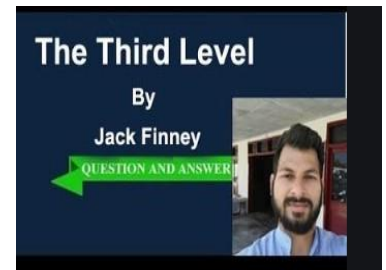 The Third Level
By
Jack Finney
QUESTION AND ANSWER